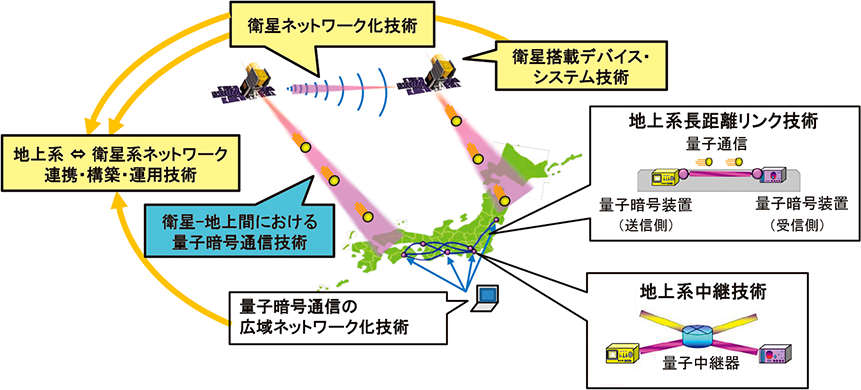 衛星ネットワーク化技術
衛星搭載デバイス・
システム技術
地上系 ⇔ 衛星系ネットワーク
連携・構築・運用技術
衛星-地上間における
量子暗号通信技術
地上系長距離リンク技術
量子通信
量子暗号装置
(送信側)
量子暗号装置
(受信側)
量子暗号通信の
広域ネットワーク化技術
地上系中継技術
量子中継器